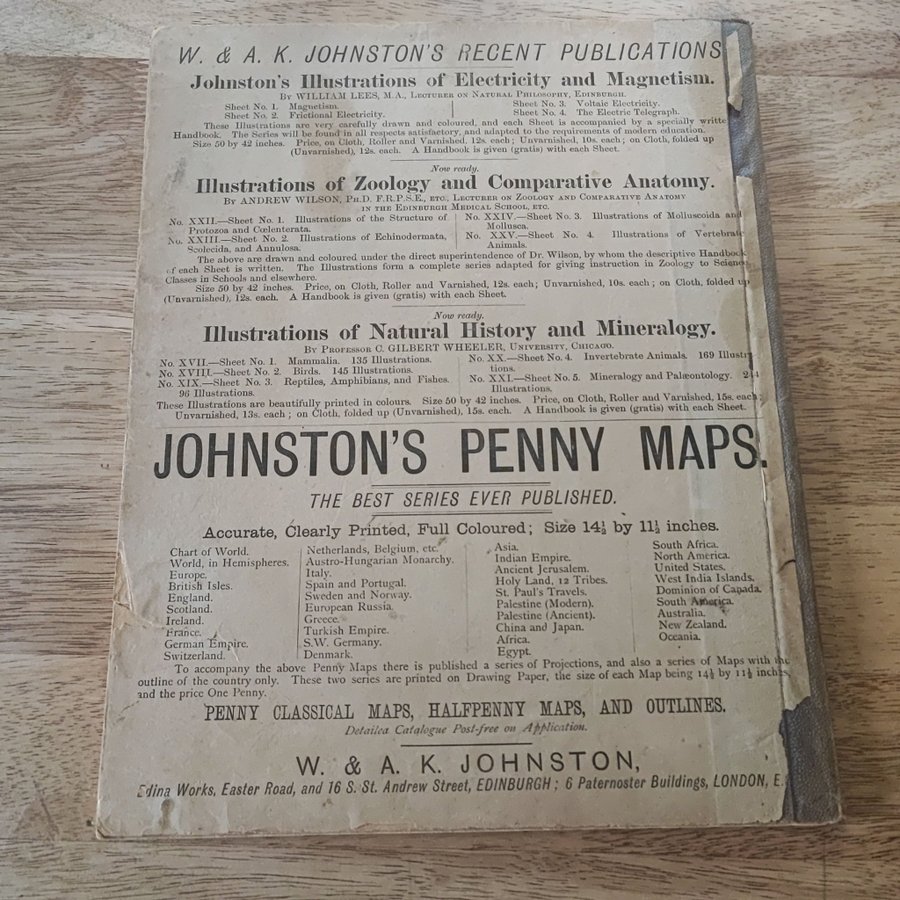 W. & A. K. JOHNSTON'S RECENT PUBLICATIONS
Johnston's Illustrations of Electricity and Magnetism.
By WILLIAM LEES, M.A., Lecturer on Natural Philosophy, Edinburgh.
Sheet No. 1. Magnetism.
Sheet No. 2. Frictional Electricity.
Sheet No. 3. Voltaic Electricity.
Sheet No. 4. The Electric Telegraph.
These Illustrations are very carefully drawn and coloured, and each Sheet is accompanied by a specially writte
Handbook. The Series will be found in all respects satisfactory, and adapted to the requirements of modern education.
Size 50 by 42 inches. Price, on Cloth, Roller and Varnished, 12s. each; Unvarnished, 10s. each; on Cloth, folded up
(Unvarnished), 12s. each. A Handbook is given (gratis) with each Sheet.
Now ready.
Illustrations of Zoology and Comparative Anatomy.
By ANDREW WILSON, Ph.D. F.R.P.S.E., etc., Lecturer on Zoology and Comparative Anatomy
in the Edinburgh Medical School, etc.
No. XXII.—Sheet No. 1. Illustrations of the Structure of
Protozoa and Cœlenterata.
No. XXIII.—Sheet No. 2. Illustrations of Echinodermata,
Scolecida, and Annulosa.
No. XXIV.—Sheet No. 3. Illustrations of Molluscoida and
Mollusca.
No. XXV.—Sheet No. 4. Illustrations of Vertebrate
Animals.
The above are drawn and coloured under the direct superintendence of Dr. Wilson, by whom the descriptive Handbook
of each Sheet is written. The Illustrations form a complete series adapted for giving instruction in Zoology to Science
Classes in Schools and elsewhere.
Size 50 by 42 inches. Price, on Cloth, Roller and Varnished, 12s. each; Unvarnished, 10s. each; on Cloth, folded up
(Unvarnished), 12s. each. A Handbook is given (gratis) with each Sheet.
Now ready.
Illustrations of Natural History and Mineralogy.
By Professor C. GILBERT WHEELER, University, Chicago.
No. XVII.—Sheet No. 1. Mammalia. 135 Illustrations.
No. XVIII.—Sheet No. 2. Birds. 145 Illustrations.
No. XIX.—Sheet No. 3. Reptiles, Amphibians, and Fishes.
96 Illustrations.
No. XX.—Sheet No. 4. Invertebrate Animals. 169 Illustra
tions.
No. XXI.—Sheet No. 5. Mineralogy and Palæontology. 244
Illustrations.
These Illustrations are beautifully printed in colours. Size 50 by 42 inches. Price, on Cloth, Roller and Varnished, 15s. each;
Unvarnished, 13s. each; on Cloth, folded up (Unvarnished), 15s. each. A Handbook is given (gratis) with each Sheet.
JOHNSTON'S PENNY MAPS.
THE BEST SERIES EVER PUBLISHED.
Accurate, Clearly Printed, Full Coloured; Size 14½ by 11½ inches.
Chart of World.
World, in Hemispheres.
Europe.
British Isles.
England.
Scotland.
Ireland.
France.
German Empire.
Switzerland.
Netherlands, Belgium, etc.
Austro-Hungarian Monarchy.
Italy.
Spain and Portugal.
Sweden and Norway.
European Russia.
Greece.
Turkish Empire.
S.W. Germany.
Denmark.
Asia.
Indian Empire.
Ancient Jerusalem.
Holy Land, 12 Tribes.
St. Paul's Travels.
Palestine (Modern).
Palestine (Ancient).
China and Japan.
Africa.
Egypt.
South Africa.
North America.
United States.
West India Islands.
Dominion of Canada.
South America.
Australia.
New Zealand.
Oceania.
To accompany the above Penny Maps there is published a series of Projections, and also a series of Maps with the
outline of the country only. These two series are printed on Drawing Paper, the size of each Map being 14½ by 11½ inches,
and the price One Penny.
PENNY CLASSICAL MAPS, HALFPENNY MAPS, AND OUTLINES.
Detailed Catalogue Post-free on Application.
W. & A. K. JOHNSTON,
Edina Works, Easter Road, and 16 S. St. Andrew Street, EDINBURGH; 6 Paternoster Buildings, LONDON, E.